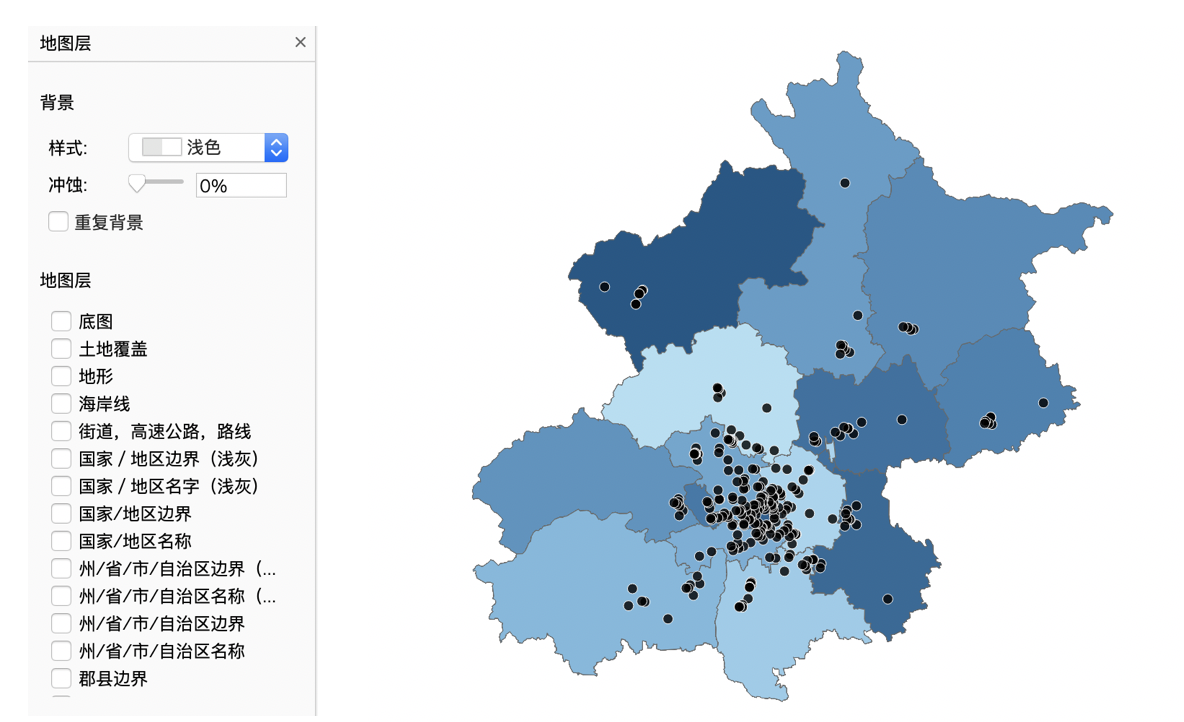 地图层
背景
样式: 浅色
冲蚀: 0%
重复背景
地图层
底图
土地覆盖
地形
海岸线
街道，高速公路，路线
国家 / 地区边界（浅灰）
国家 / 地区名字（浅灰）
国家/地区边界
国家/地区名称
州/省/市/自治区边界（...
州/省/市/自治区名称（...
州/省/市/自治区边界
州/省/市/自治区名称
郡县边界